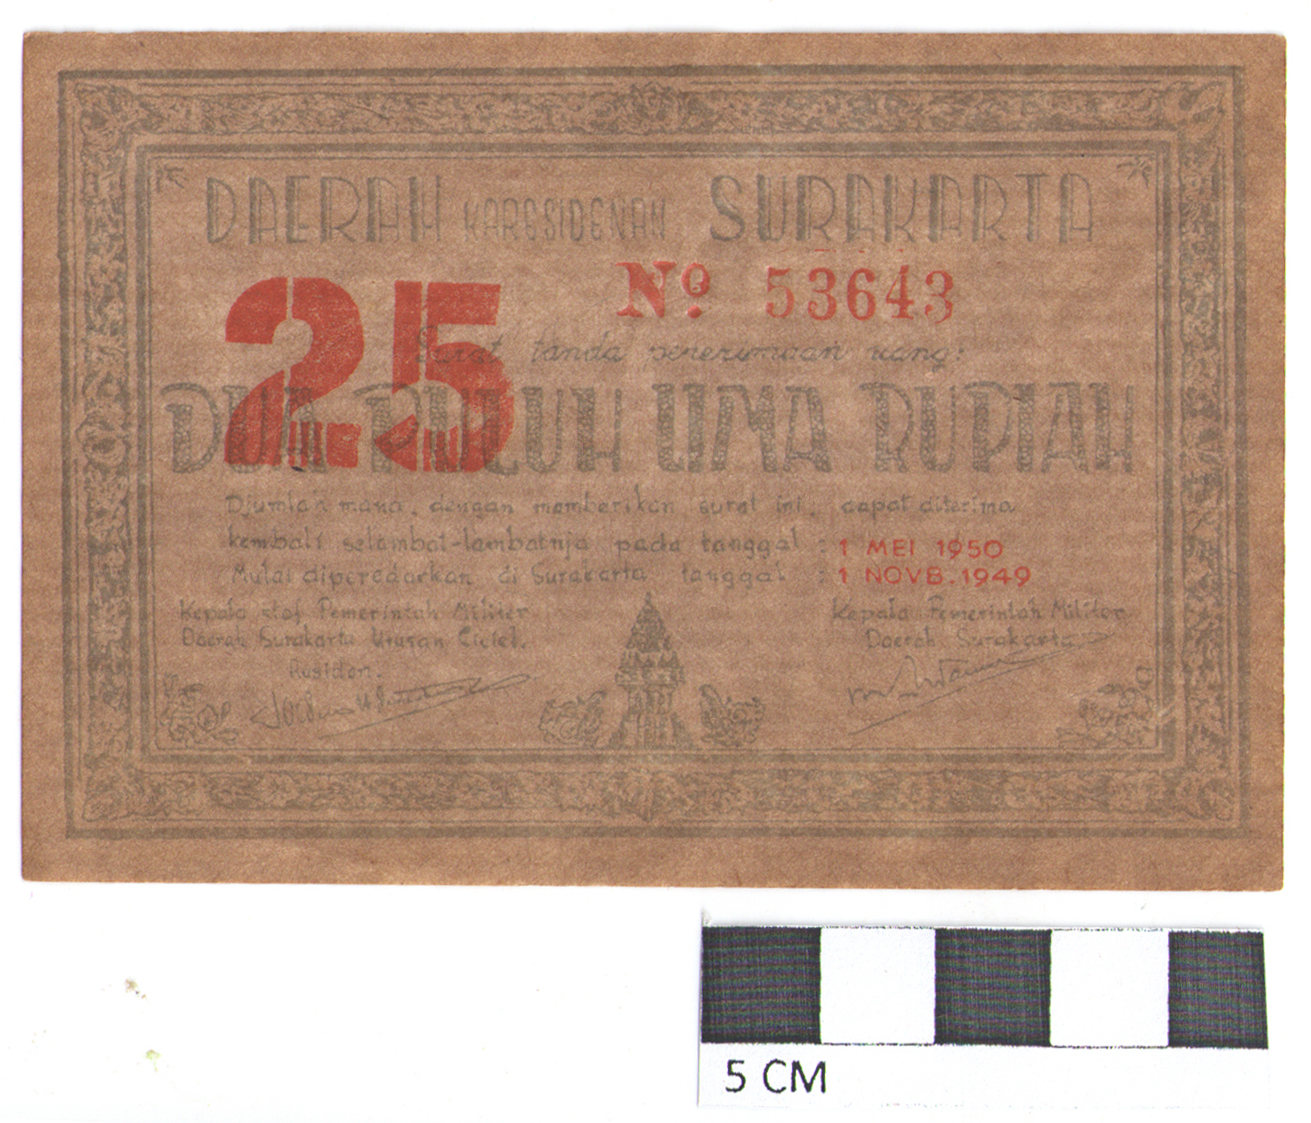 DAERAH KARESIDENAN SURAKARTA
25
No 53643
Surat tanda penerimaan uang:
DUA PULUH LIMA RUPIAH
Djumlah mana, dengan memberikan surat ini, dapat diterima
kembali selambat-lambatnja pada tanggal : 1 MEI 1950
Mulai diperedarkan di Surakarta tanggal : 1 NOVB. 1949
Kepala Staf Pemerintah Militer
Daerah Surakarta Urusan
Residen.
Kepala Pemerintah Militer
Daerah Surakarta
5 CM